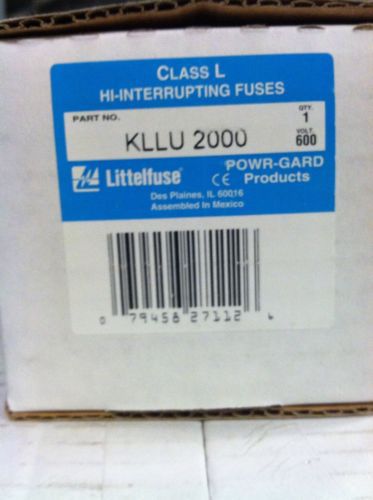 CLASS L
HI-INTERRUPTING FUSES
PART NO.
QTY.
KLLU 2000
1
VOLT
600
Littelfuse
CE
POWR-GARD
Products
Des Plaines, IL 60016
Assembled In Mexico
0 79458 27112 6